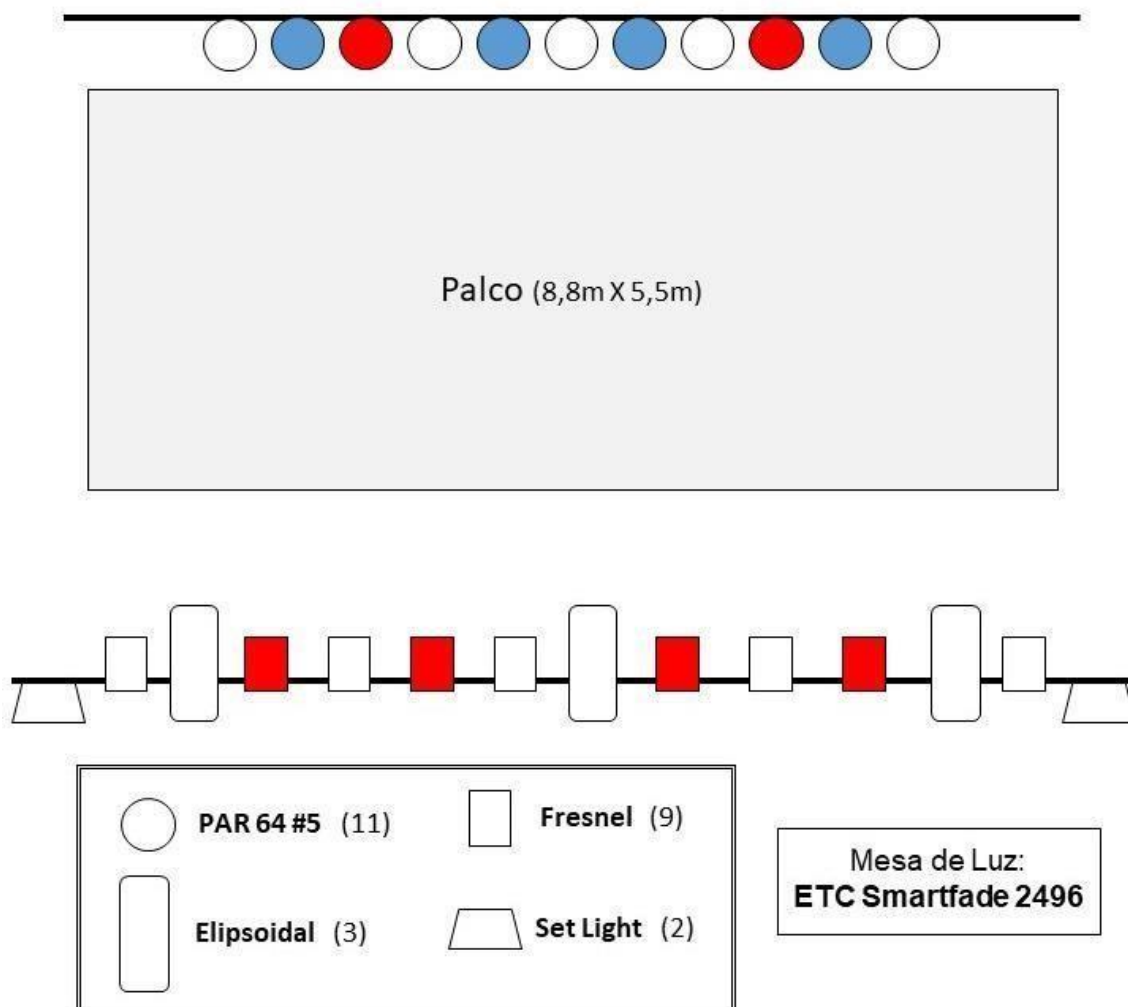 Palco (8,8m X 5,5m)
PAR 64 #5 (11)
Fresnel (9)
Elipsoidal (3)
Set Light (2)
Mesa de Luz:
ETC Smartfade 2496